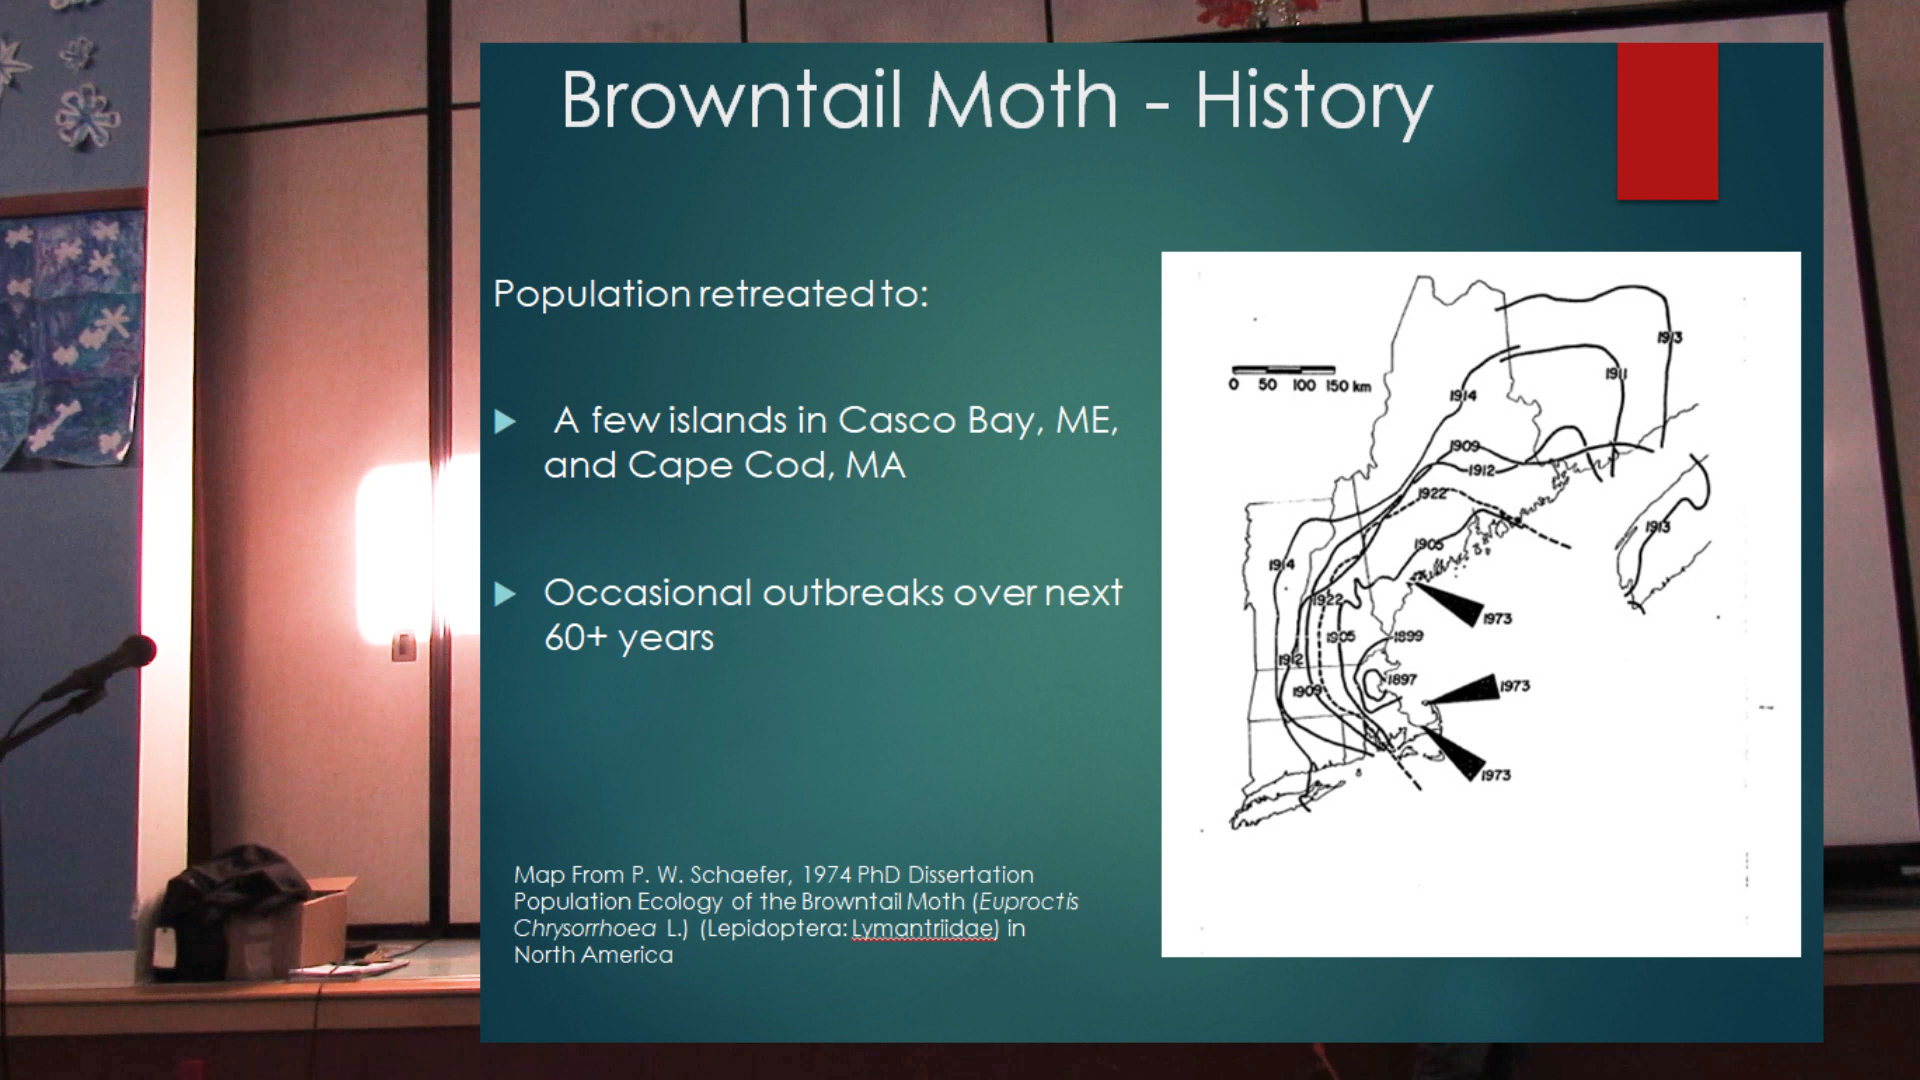 Browntail Moth - History
Population retreated to:
A few islands in Casco Bay, ME,
and Cape Cod, MA
Occasional outbreaks over next
60+ years
Map From P. W. Schaefer, 1974 PhD Dissertation
Population Ecology of the Browntail Moth (Euproctis
Chrysorrhoea L.) (Lepidoptera: Lymantriidae) in
North America
1913
1911
0 50 100 150 km
1914
1909
1912
1922
1913
1905
1914
1922
1973
1905
1899
1912
1897
1973
1909
1973